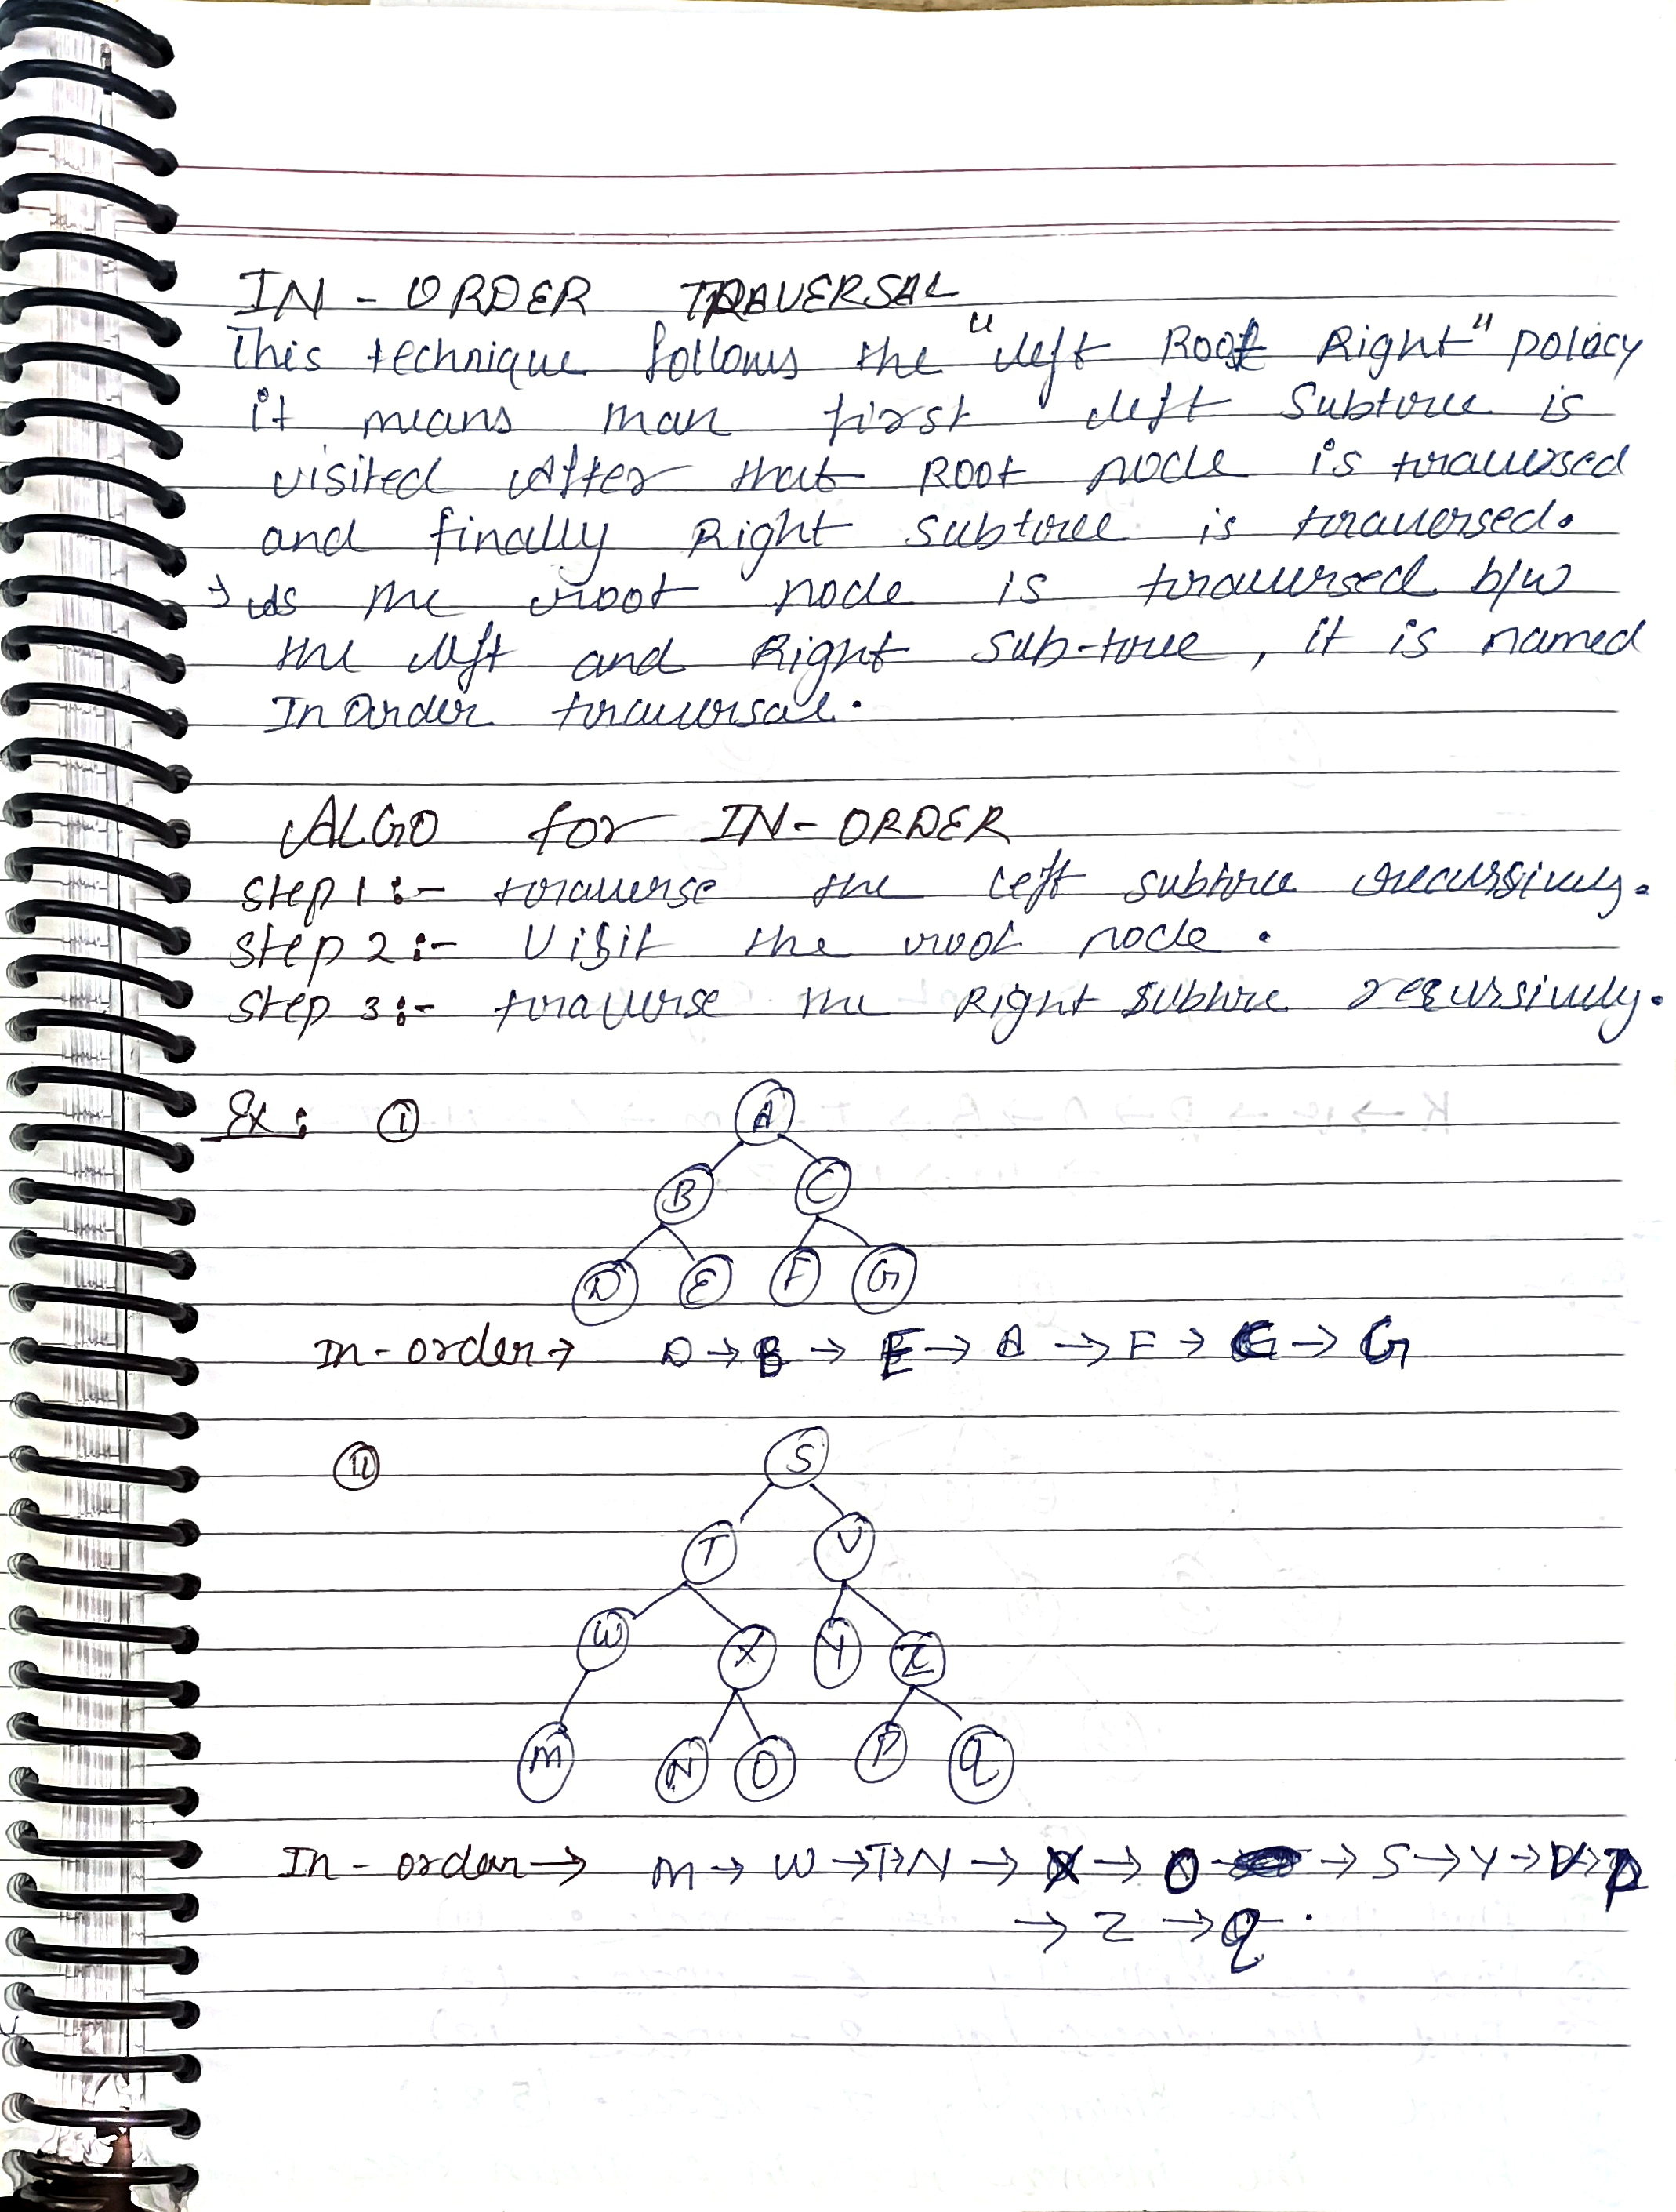 IN - ORDER TRAVERSAL
This technique follows the "left Root Right" policy
it means man first left Subtree is
visited After that Root node is traversed
and finally Right subtree is traversed.
→ As the root node is traversed b/w
the left and Right Sub-tree, it is named
In Order traversal.
ALGO for IN-ORDER
Step 1 :- traverse the left subtree recursively.
Step 2 :- Visit the root node.
Step 3 :- traverse the Right subtree recursively.
Ex : (i)
A
B C
D E F G
In-order → D → B → E → A → F → C → G
(ii)
S
T V
W X Y Z
M N O P q
In-order → M → W → T → N → X → O → S → Y → V → p
→ Z → q.